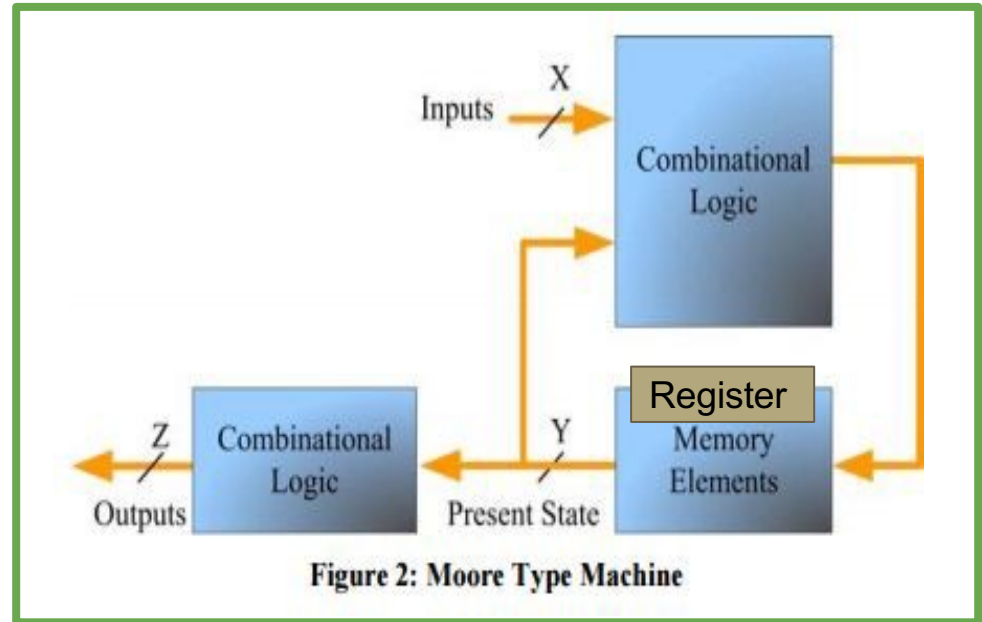 X
Inputs
Combinational
Logic
Register
Memory
Elements
Y
Present State
Combinational
Logic
Z
Outputs
Figure 2: Moore Type Machine